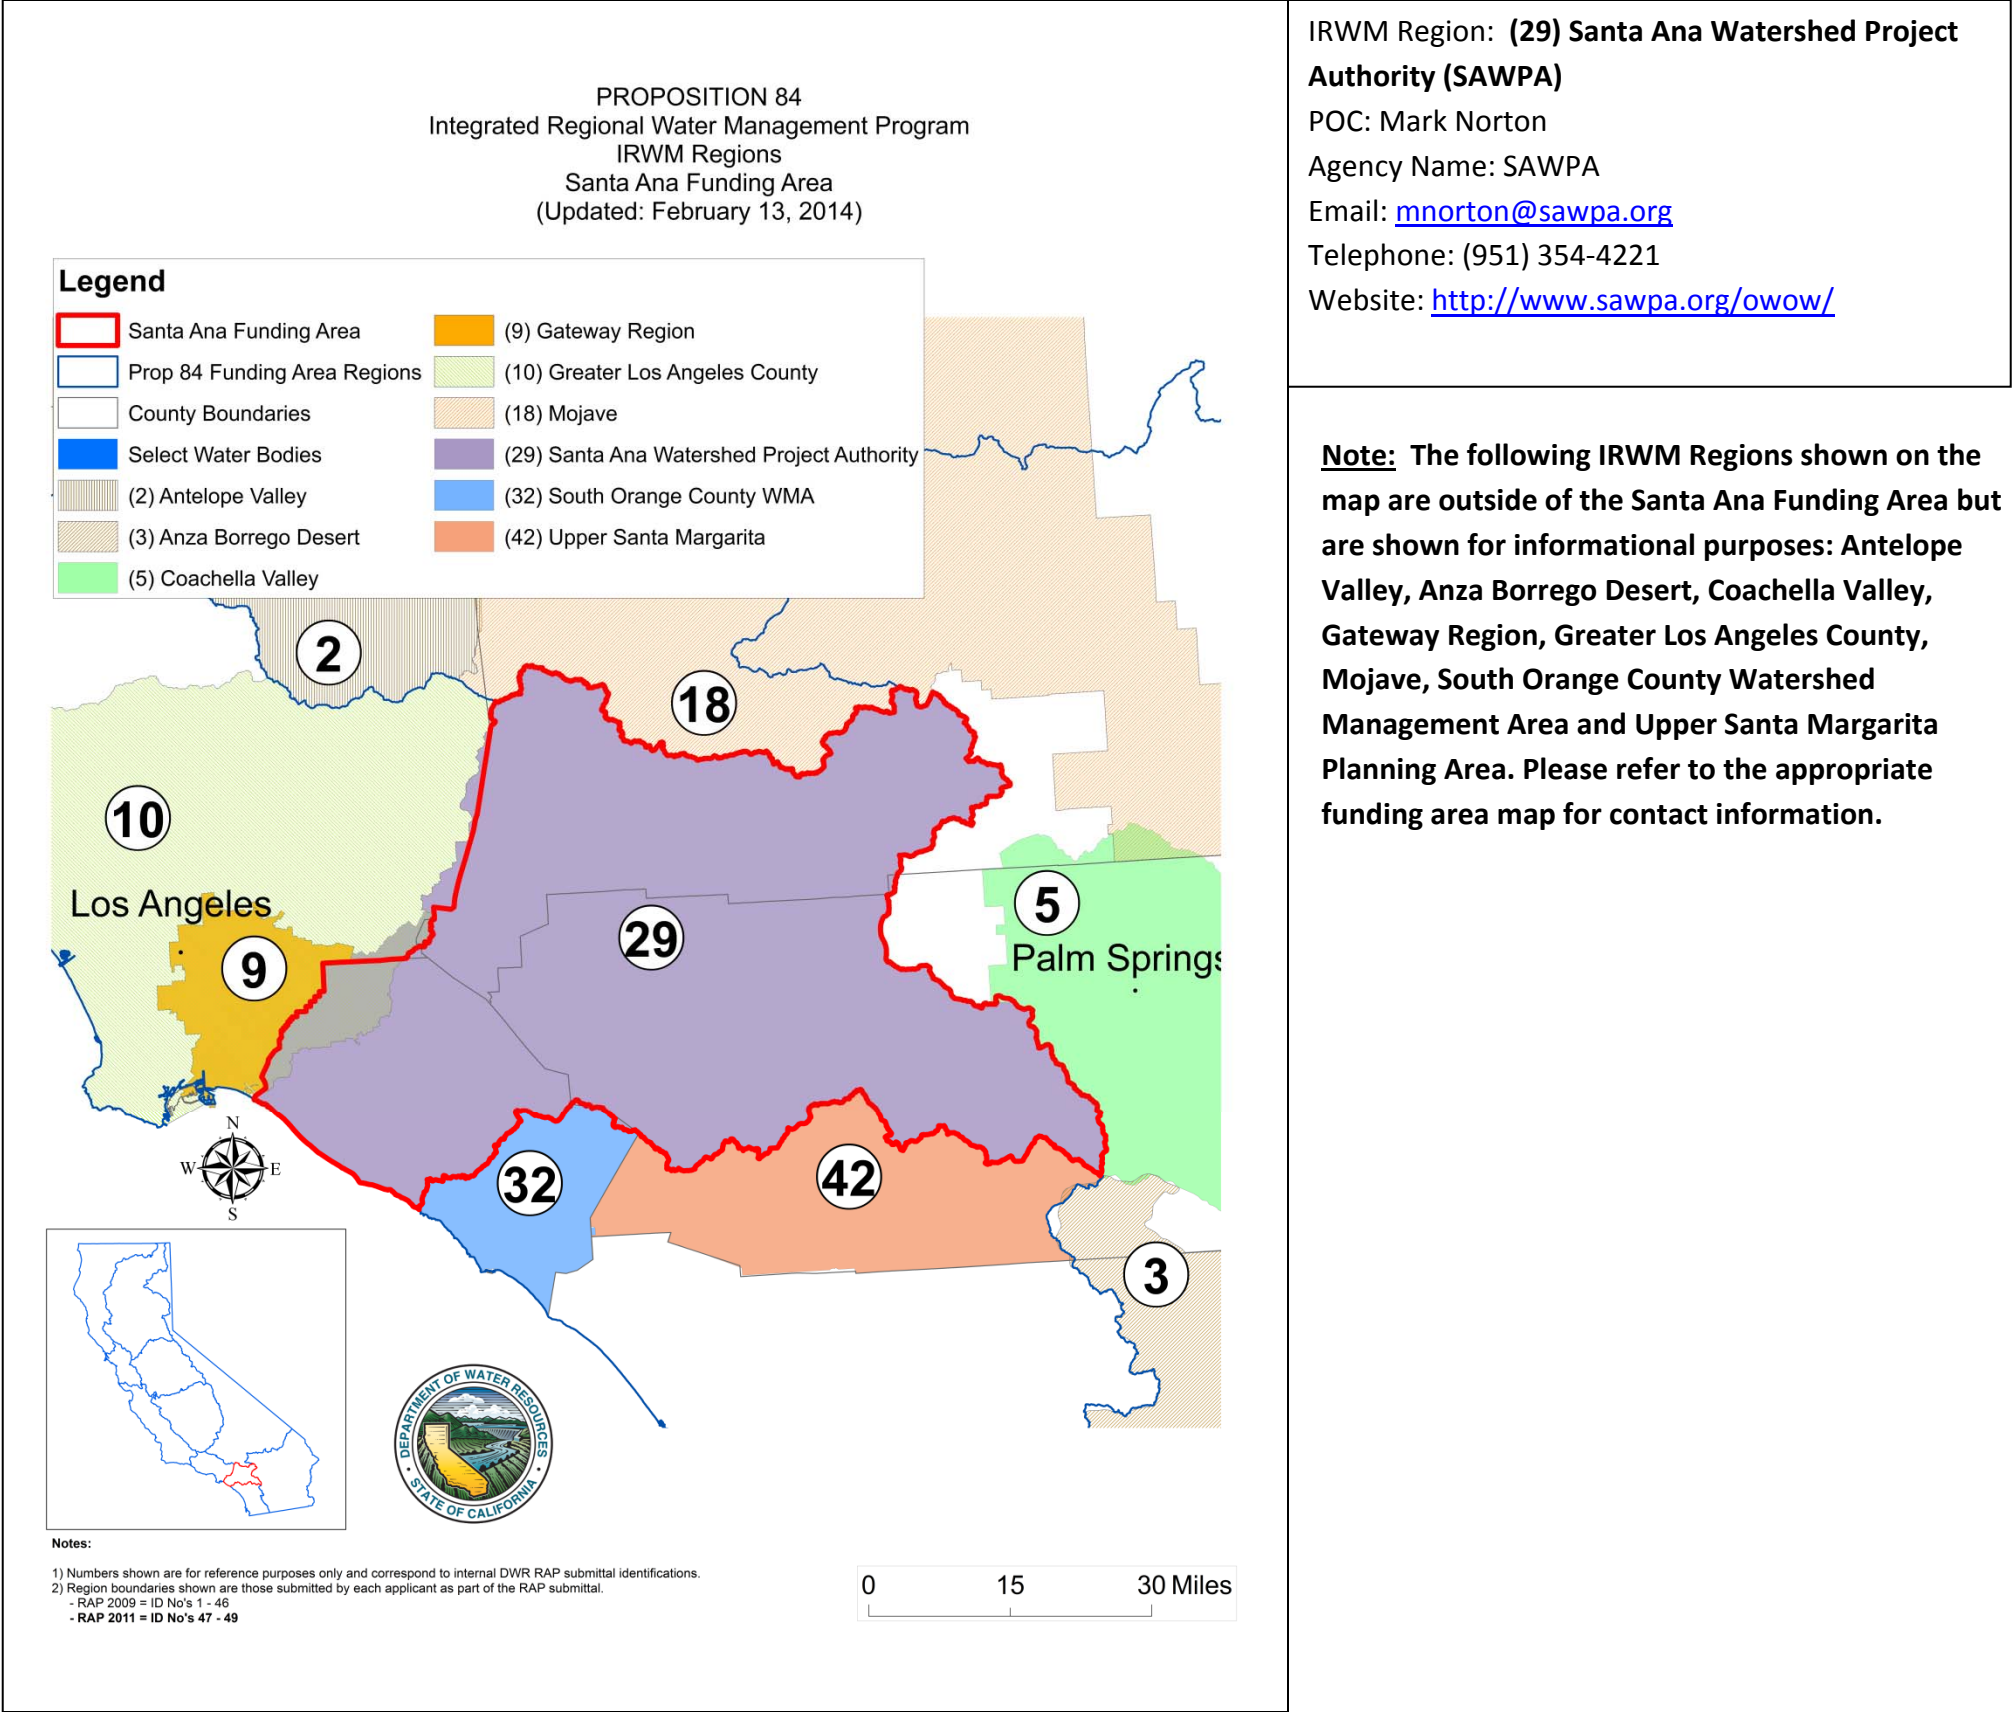 PROPOSITION 84
Integrated Regional Water Management Program
IRWM Regions
Santa Ana Funding Area
(Updated: February 13, 2014)
Legend
Santa Ana Funding Area
Prop 84 Funding Area Regions
County Boundaries
Select Water Bodies
(2) Antelope Valley
(3) Anza Borrego Desert
(5) Coachella Valley
(9) Gateway Region
(10) Greater Los Angeles County
(18) Mojave
(29) Santa Ana Watershed Project Authority
(32) South Orange County WMA
(42) Upper Santa Margarita
2
18
10
Los Angeles
9
29
5
Palm Springs
32
42
3
N
W
E
S
DEPARTMENT OF WATER RESOURCES
STATE OF CALIFORNIA
Notes:
1) Numbers shown are for reference purposes only and correspond to internal DWR RAP submittal identifications.
2) Region boundaries shown are those submitted by each applicant as part of the RAP submittal.
- RAP 2009 = ID No's 1 - 46
- RAP 2011 = ID No's 47 - 49
0 15 30 Miles
IRWM Region: (29) Santa Ana Watershed Project
Authority (SAWPA)
POC: Mark Norton
Agency Name: SAWPA
Email: mnorton@sawpa.org
Telephone: (951) 354-4221
Website: http://www.sawpa.org/owow/
Note: The following IRWM Regions shown on the
map are outside of the Santa Ana Funding Area but
are shown for informational purposes: Antelope
Valley, Anza Borrego Desert, Coachella Valley,
Gateway Region, Greater Los Angeles County,
Mojave, South Orange County Watershed
Management Area and Upper Santa Margarita
Planning Area. Please refer to the appropriate
funding area map for contact information.